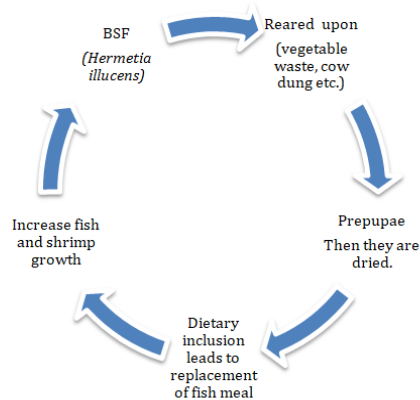 BSF
(Hermetia
illucens)
Reared upon
(vegetable
waste, cow
dung etc.)
Prepupae
Then they are
dried.
Dietary
inclusion
leads to
replacement
of fish meal
Increase fish
and shrimp
growth